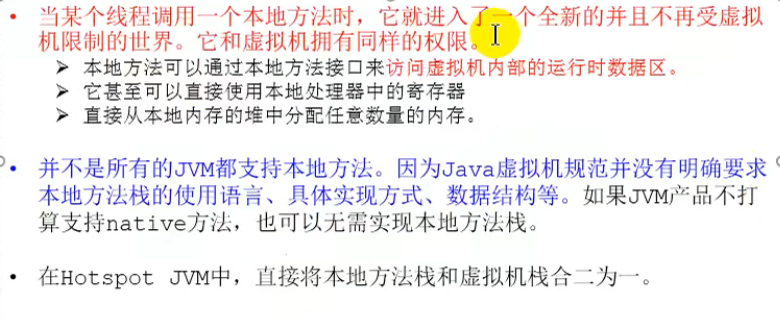 • 当某个线程调用一个本地方法时，它就进入了一个全新的并且不再受虚拟
机限制的世界。它和虚拟机拥有同样的权限。
➢ 本地方法可以通过本地方法接口来访问虚拟机内部的运行时数据区。
➢ 它甚至可以直接使用本地处理器中的寄存器
➢ 直接从本地内存的堆中分配任意数量的内存。
• 并不是所有的JVM都支持本地方法。因为Java虚拟机规范并没有明确要求
本地方法栈的使用语言、具体实现方式、数据结构等。如果JVM产品不打
算支持native方法，也可以无需实现本地方法栈。
• 在Hotspot JVM中，直接将本地方法栈和虚拟机栈合二为一。